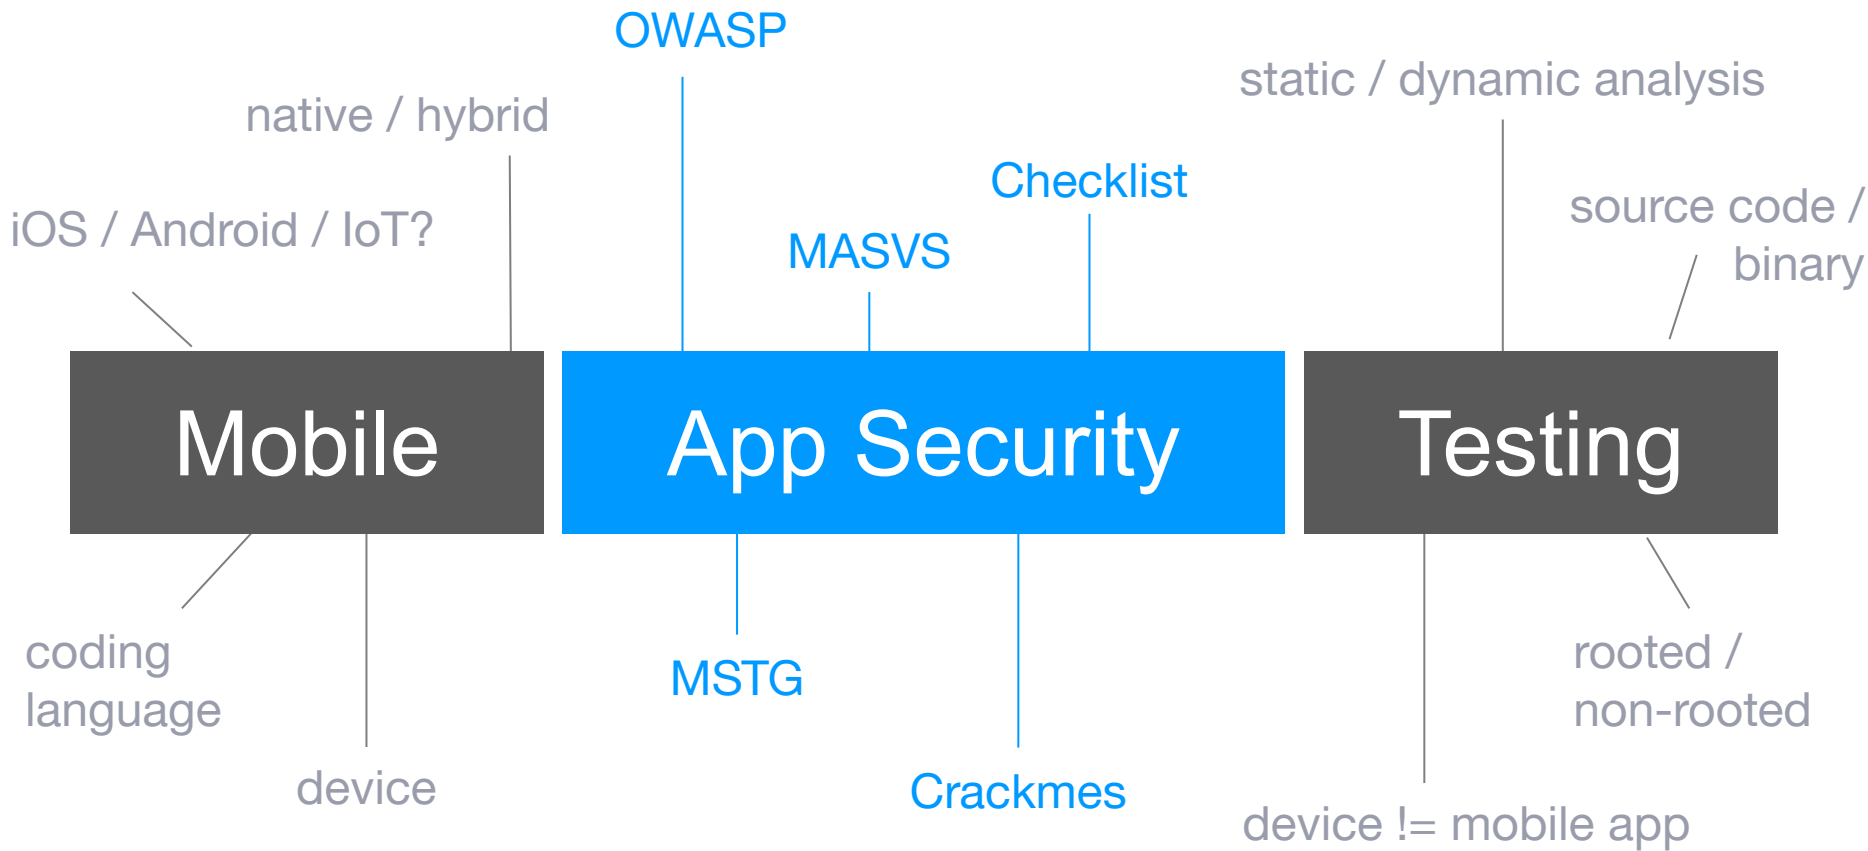 OWASP
static / dynamic analysis
native / hybrid
Checklist
source code /
binary
iOS / Android / IoT?
MASVS
Mobile
App Security
Testing
coding
language
MSTG
rooted /
non-rooted
device
Crackmes
device != mobile app